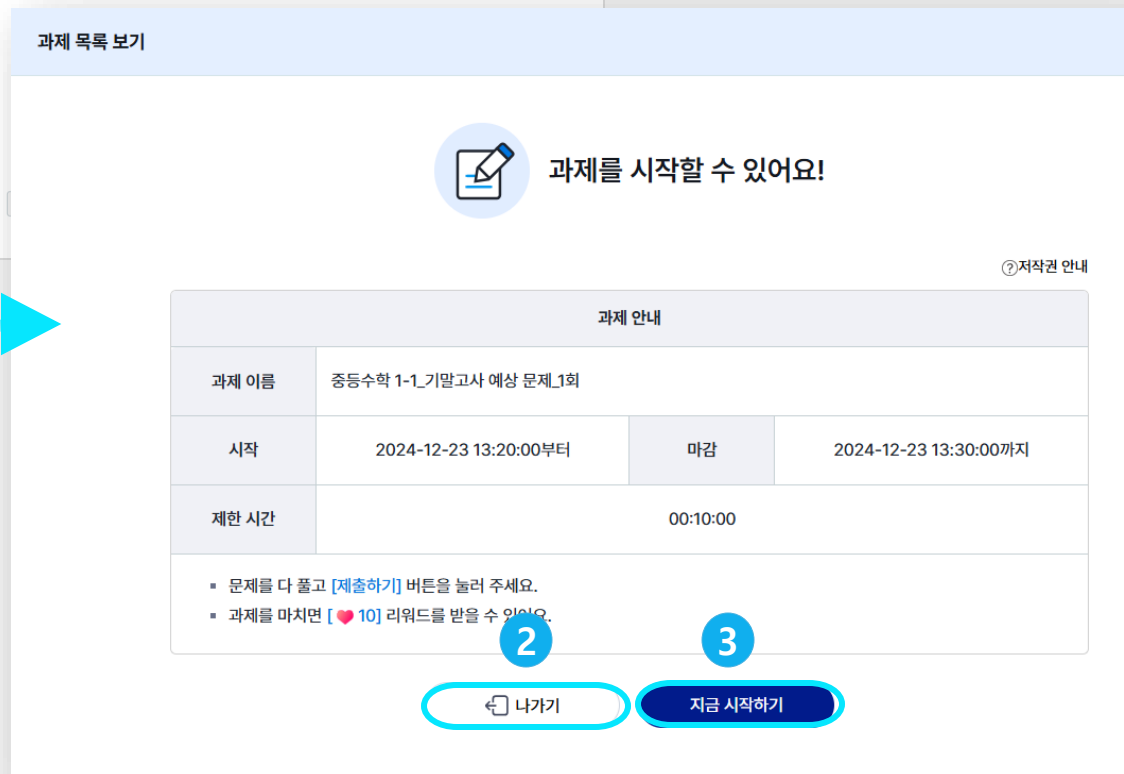 과제 목록 보기
과제를 시작할 수 있어요!
?저작권 안내
과제 안내
과제 이름 중등수학 1-1_기말고사 예상 문제_1회
시작 2024-12-23 13:20:00부터 마감 2024-12-23 13:30:00까지
제한 시간 00:10:00
문제를 다 풀고 [제출하기] 버튼을 눌러 주세요.
과제를 마치면 [ 10] 리워드를 받을 수 있어요.
2 3
나가기 지금 시작하기